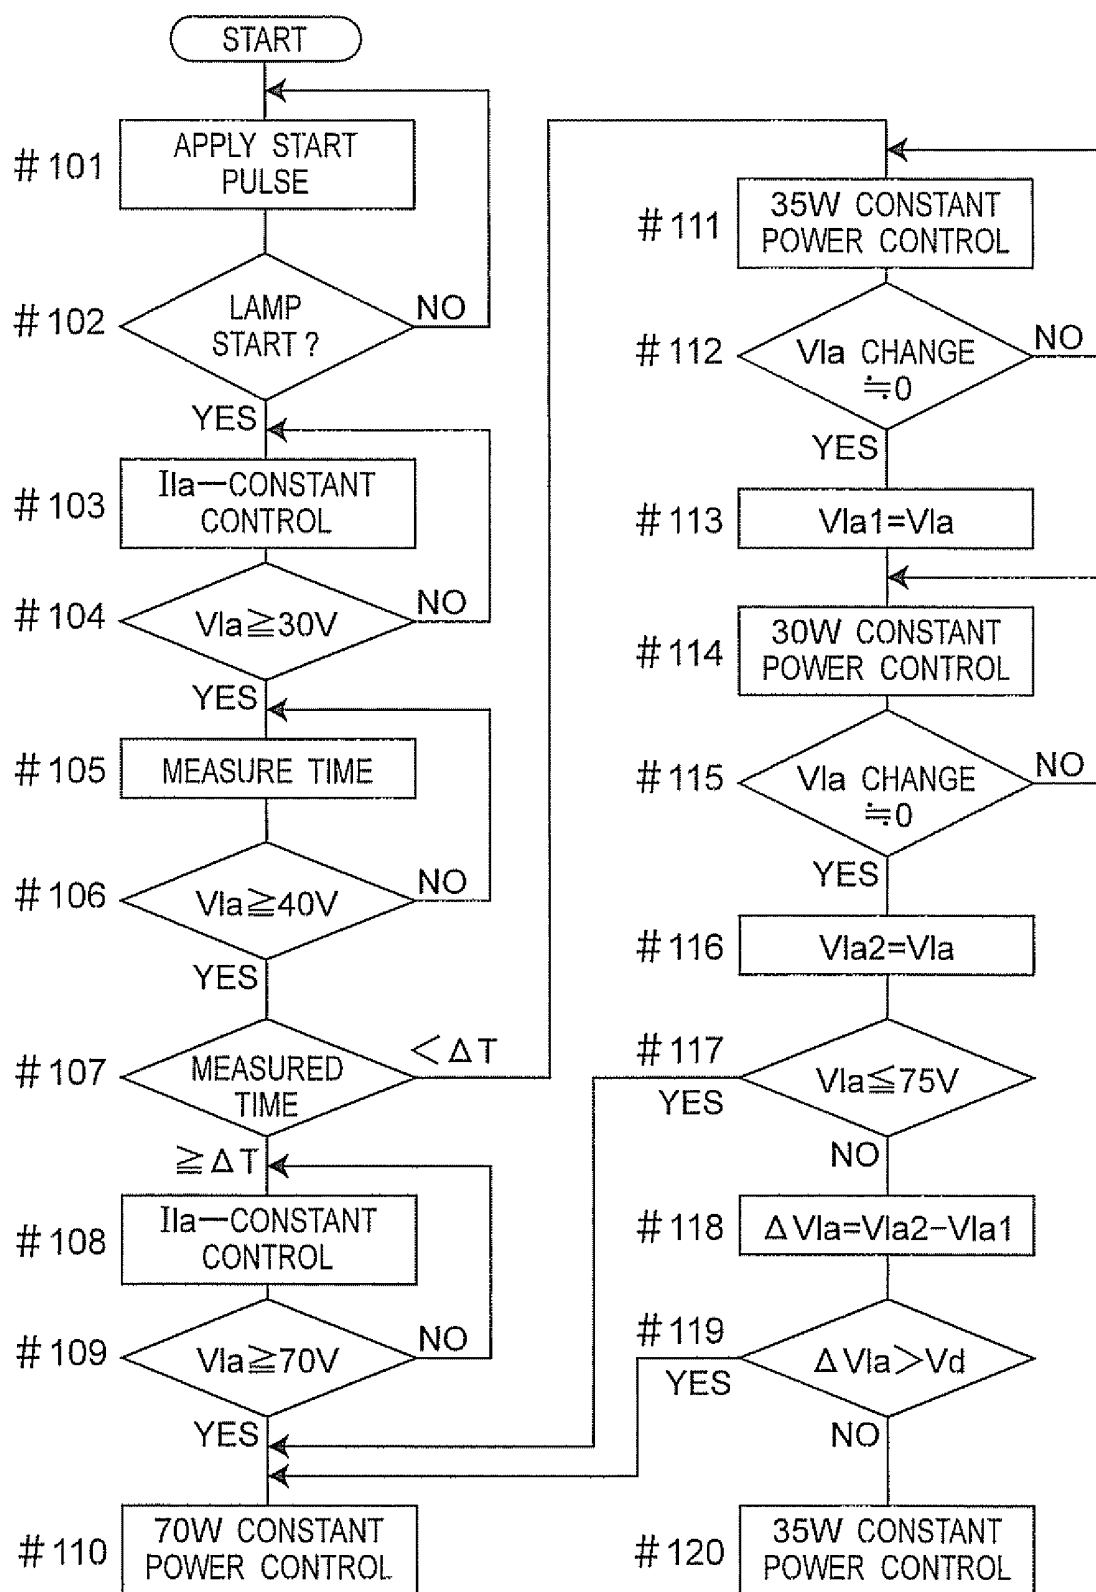 START
# 101
APPLY START
PULSE
# 102
LAMP
START ?
NO
YES
# 103
Ila—CONSTANT
CONTROL
# 104
Vla≧30V
NO
YES
# 105
MEASURE TIME
# 106
Vla≧40V
NO
YES
# 107
MEASURED
TIME
< ΔT
≧ ΔT
# 108
Ila—CONSTANT
CONTROL
# 109
Vla≧70V
NO
YES
# 110
70W CONSTANT
POWER CONTROL
# 111
35W CONSTANT
POWER CONTROL
# 112
Vla CHANGE
≒0
NO
YES
# 113
Vla1=Vla
# 114
30W CONSTANT
POWER CONTROL
# 115
Vla CHANGE
≒0
NO
YES
# 116
Vla2=Vla
# 117
Vla≦75V
YES
NO
# 118
ΔVla=Vla2−Vla1
# 119
ΔVla>Vd
YES
NO
# 120
35W CONSTANT
POWER CONTROL